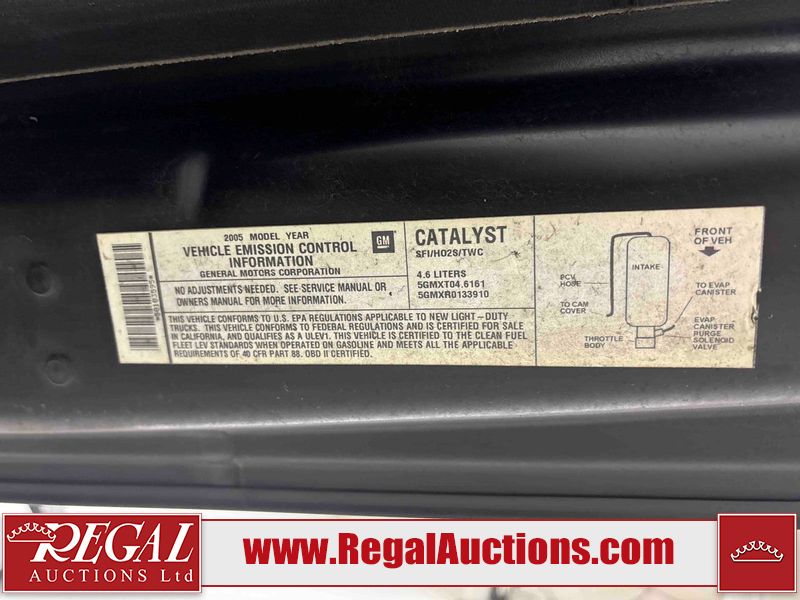 2005 MODEL YEAR
VEHICLE EMISSION CONTROL
INFORMATION
GENERAL MOTORS CORPORATION
GM
NO ADJUSTMENTS NEEDED. SEE SERVICE MANUAL OR
OWNERS MANUAL FOR MORE INFORMATION.
CATALYST
SFI/HO2S/TWC
4.6 LITERS
5GMXT04.6161
5GMXR0133910
THIS VEHICLE CONFORMS TO U.S. EPA REGULATIONS APPLICABLE TO NEW LIGHT-DUTY
TRUCKS. THIS VEHICLE CONFORMS TO FEDERAL REGULATIONS AND IS CERTIFIED FOR SALE
IN CALIFORNIA, AND QUALIFIES AS A ULEV1. THIS VEHICLE IS CERTIFIED TO THE CLEAN FUEL
FLEET LEV STANDARDS WHEN OPERATED ON GASOLINE AND MEETS ALL THE APPLICABLE
REQUIREMENTS OF 40 CFR PART 88. OBD II CERTIFIED.
FRONT
OF VEH
INTAKE
PCV
HOSE
TO CAM
COVER
THROTTLE
BODY
TO EVAP
CANISTER
EVAP
CANISTER
PURGE
SOLENOID
VALVE
REGAL
AUCTIONS Ltd
www.RegalAuctions.com